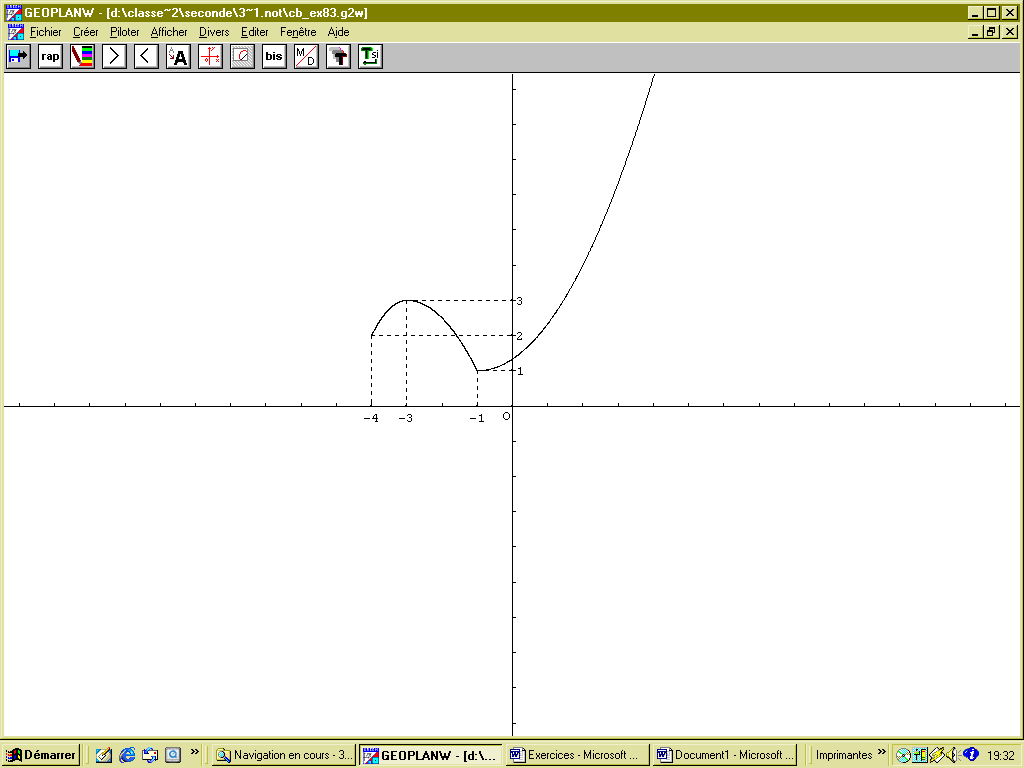 GEOPLANW - [d:\classe~2\seconde\3~1.not\cb_ex83.g2w]
Fichier Créer Piloter Afficher Divers Editer Fenêtre Aide
rap > < A bis M/D Ts
3
2
1
-4 -3 -1 O
Démarrer » Navigation en cours - 3... GEOPLANW - [d:\... Exercices - Microsoft ... Document1 - Microsoft ... Imprimantes » 19:32